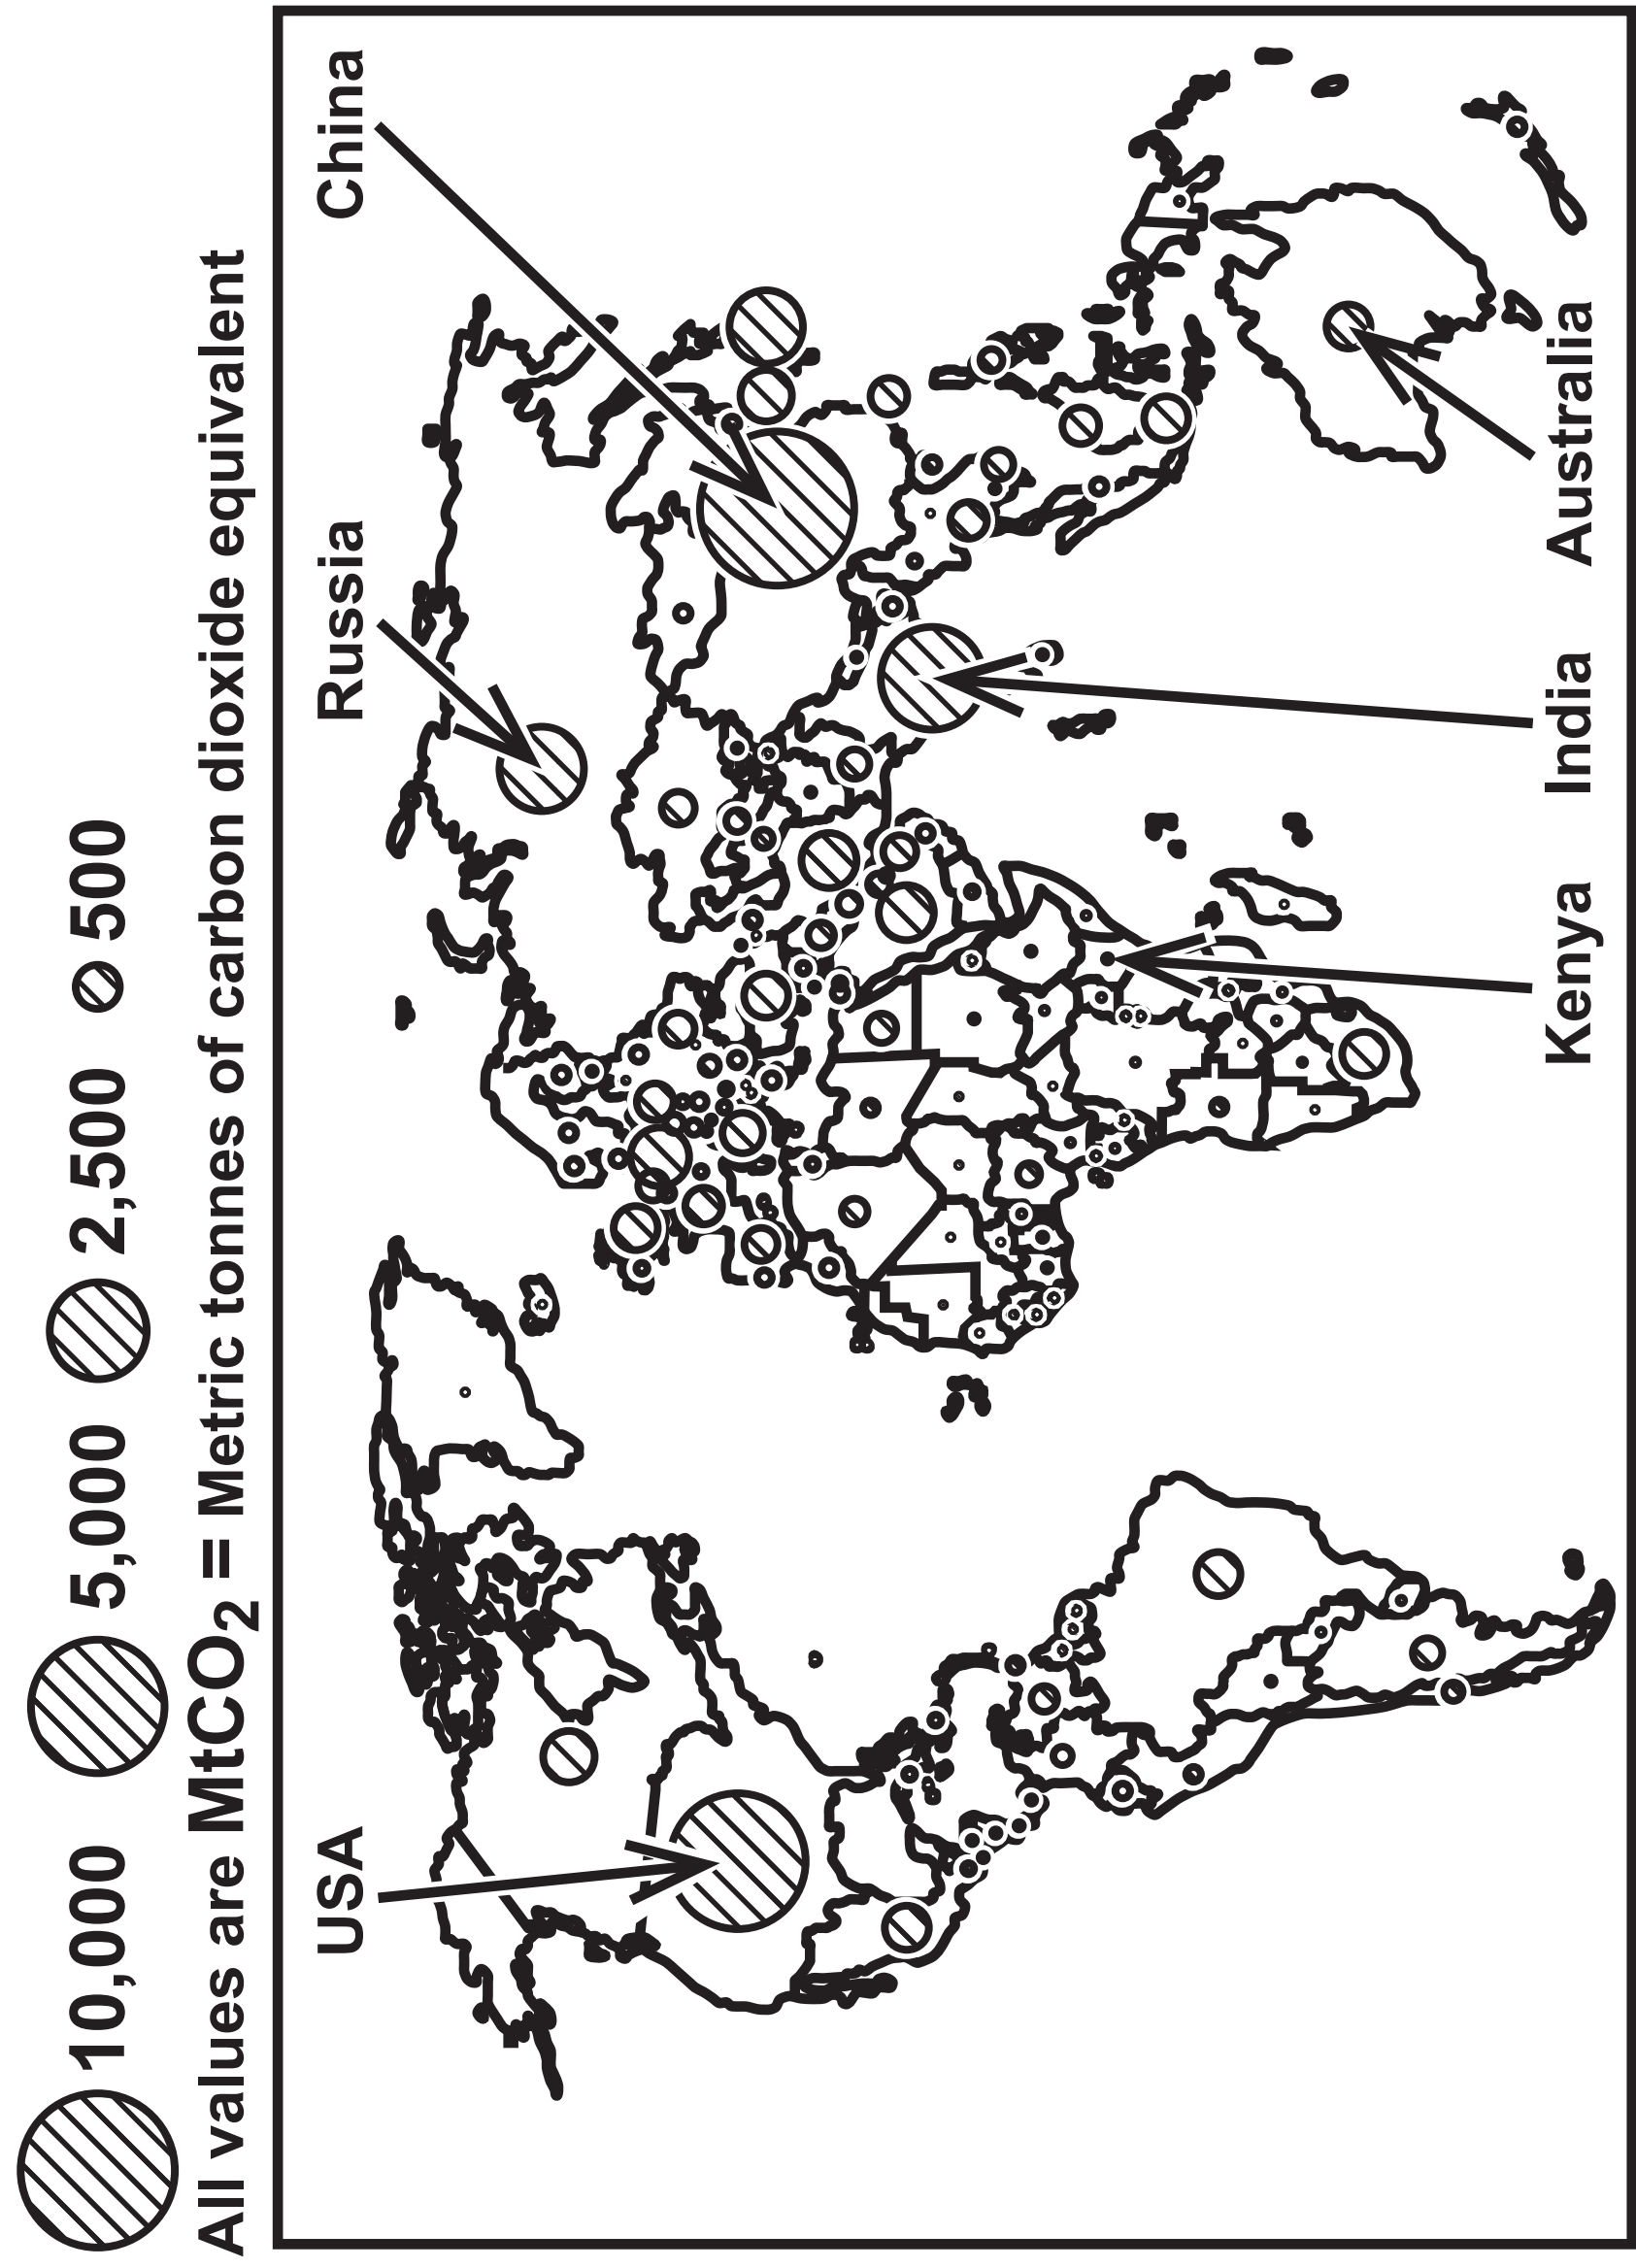 10,000 5,000 2,500 500
All values are MtCO₂ = Metric tonnes of carbon dioxide equivalent
USA Russia China
Kenya India Australia